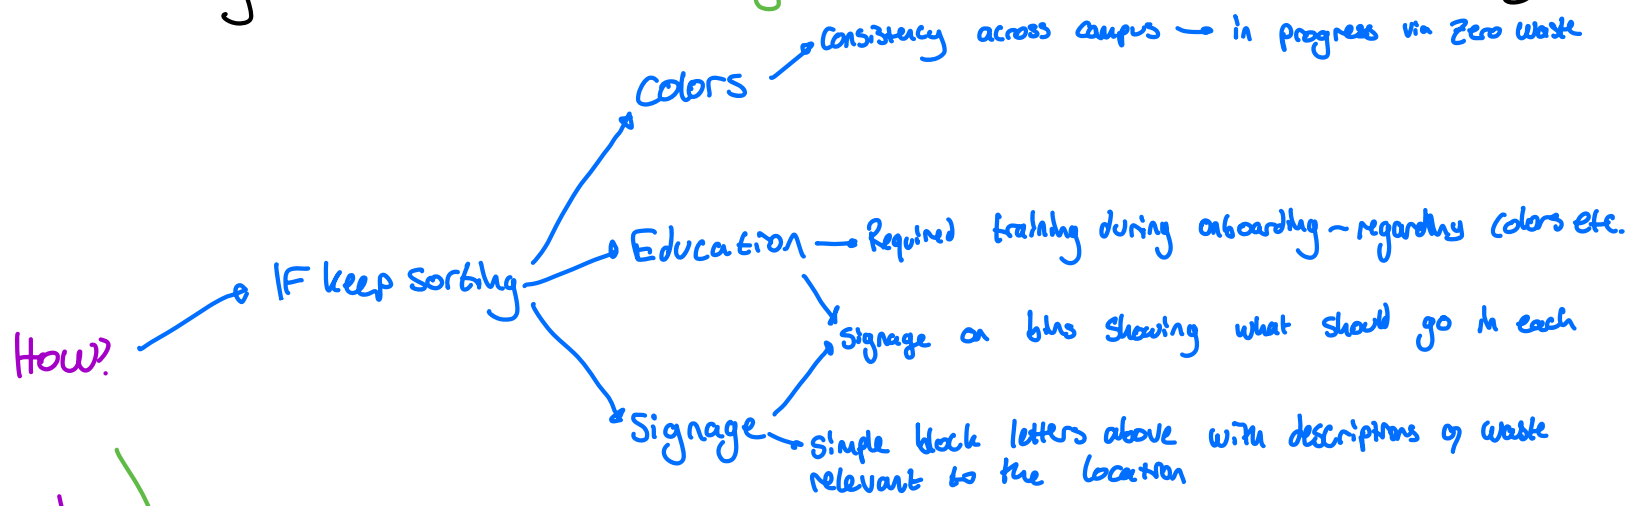 Colors
Consistency across campus → in progress via Zero Waste
Education
Required training during onboarding ~ regarding colors etc.
IF keep sorting
How?
Signage on bins showing what should go in each
Signage
Simple block letters above with descriptions of waste
relevant to the location